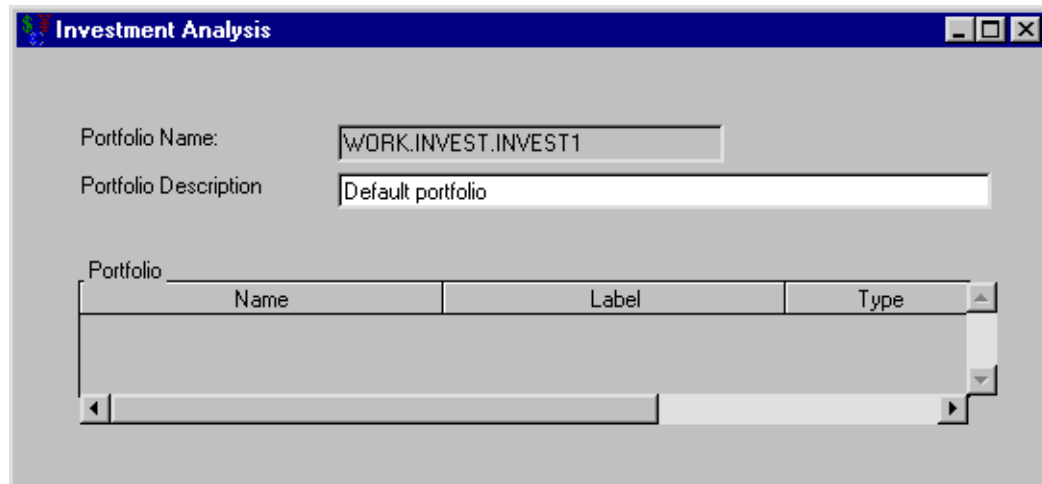 Investment Analysis
Portfolio Name: WORK.INVEST.INVEST1
Portfolio Description Default portfolio
Portfolio
Name Label Type